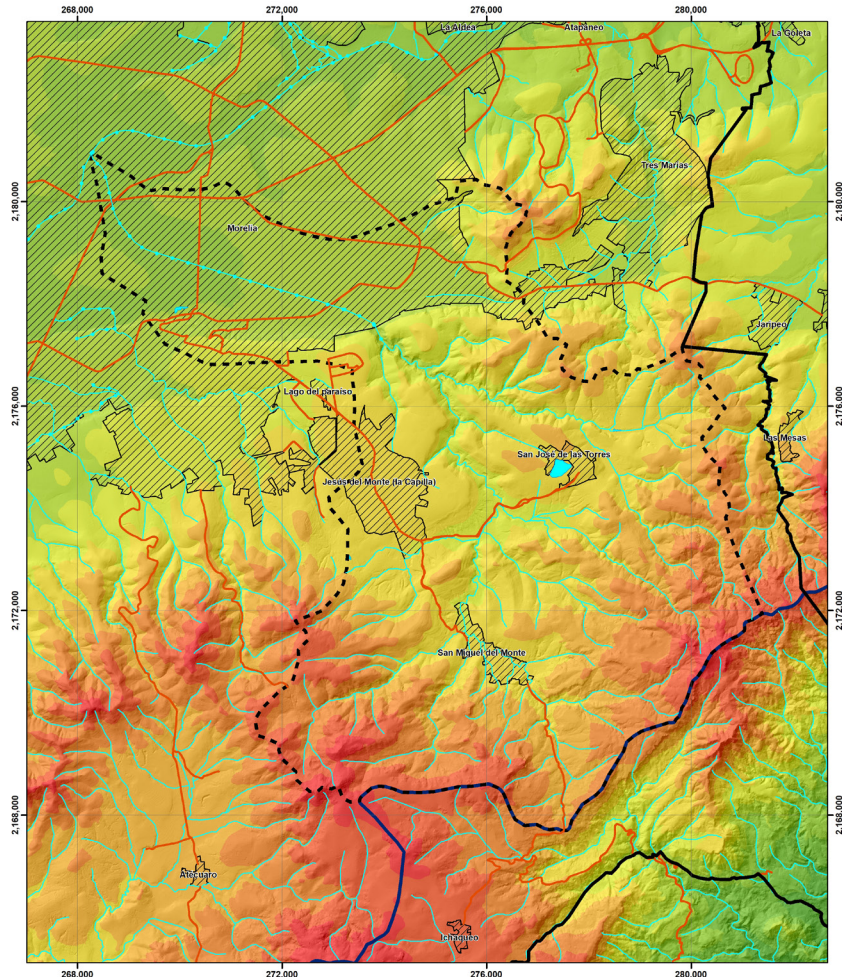 268,000
272,000
276,000
280,000
La Aldea
Atapaneo
La Goleta
Tres Marías
2,180,000
2,180,000
Morelia
Jaripeo
2,176,000
2,176,000
Lago del paraiso
Las Mesas
San José de las Torres
Jesús del Monte (la Capilla)
2,172,000
2,172,000
San Miguel del Monte
2,168,000
2,168,000
Atécuaro
Ichaqueo
268,000
272,000
276,000
280,000